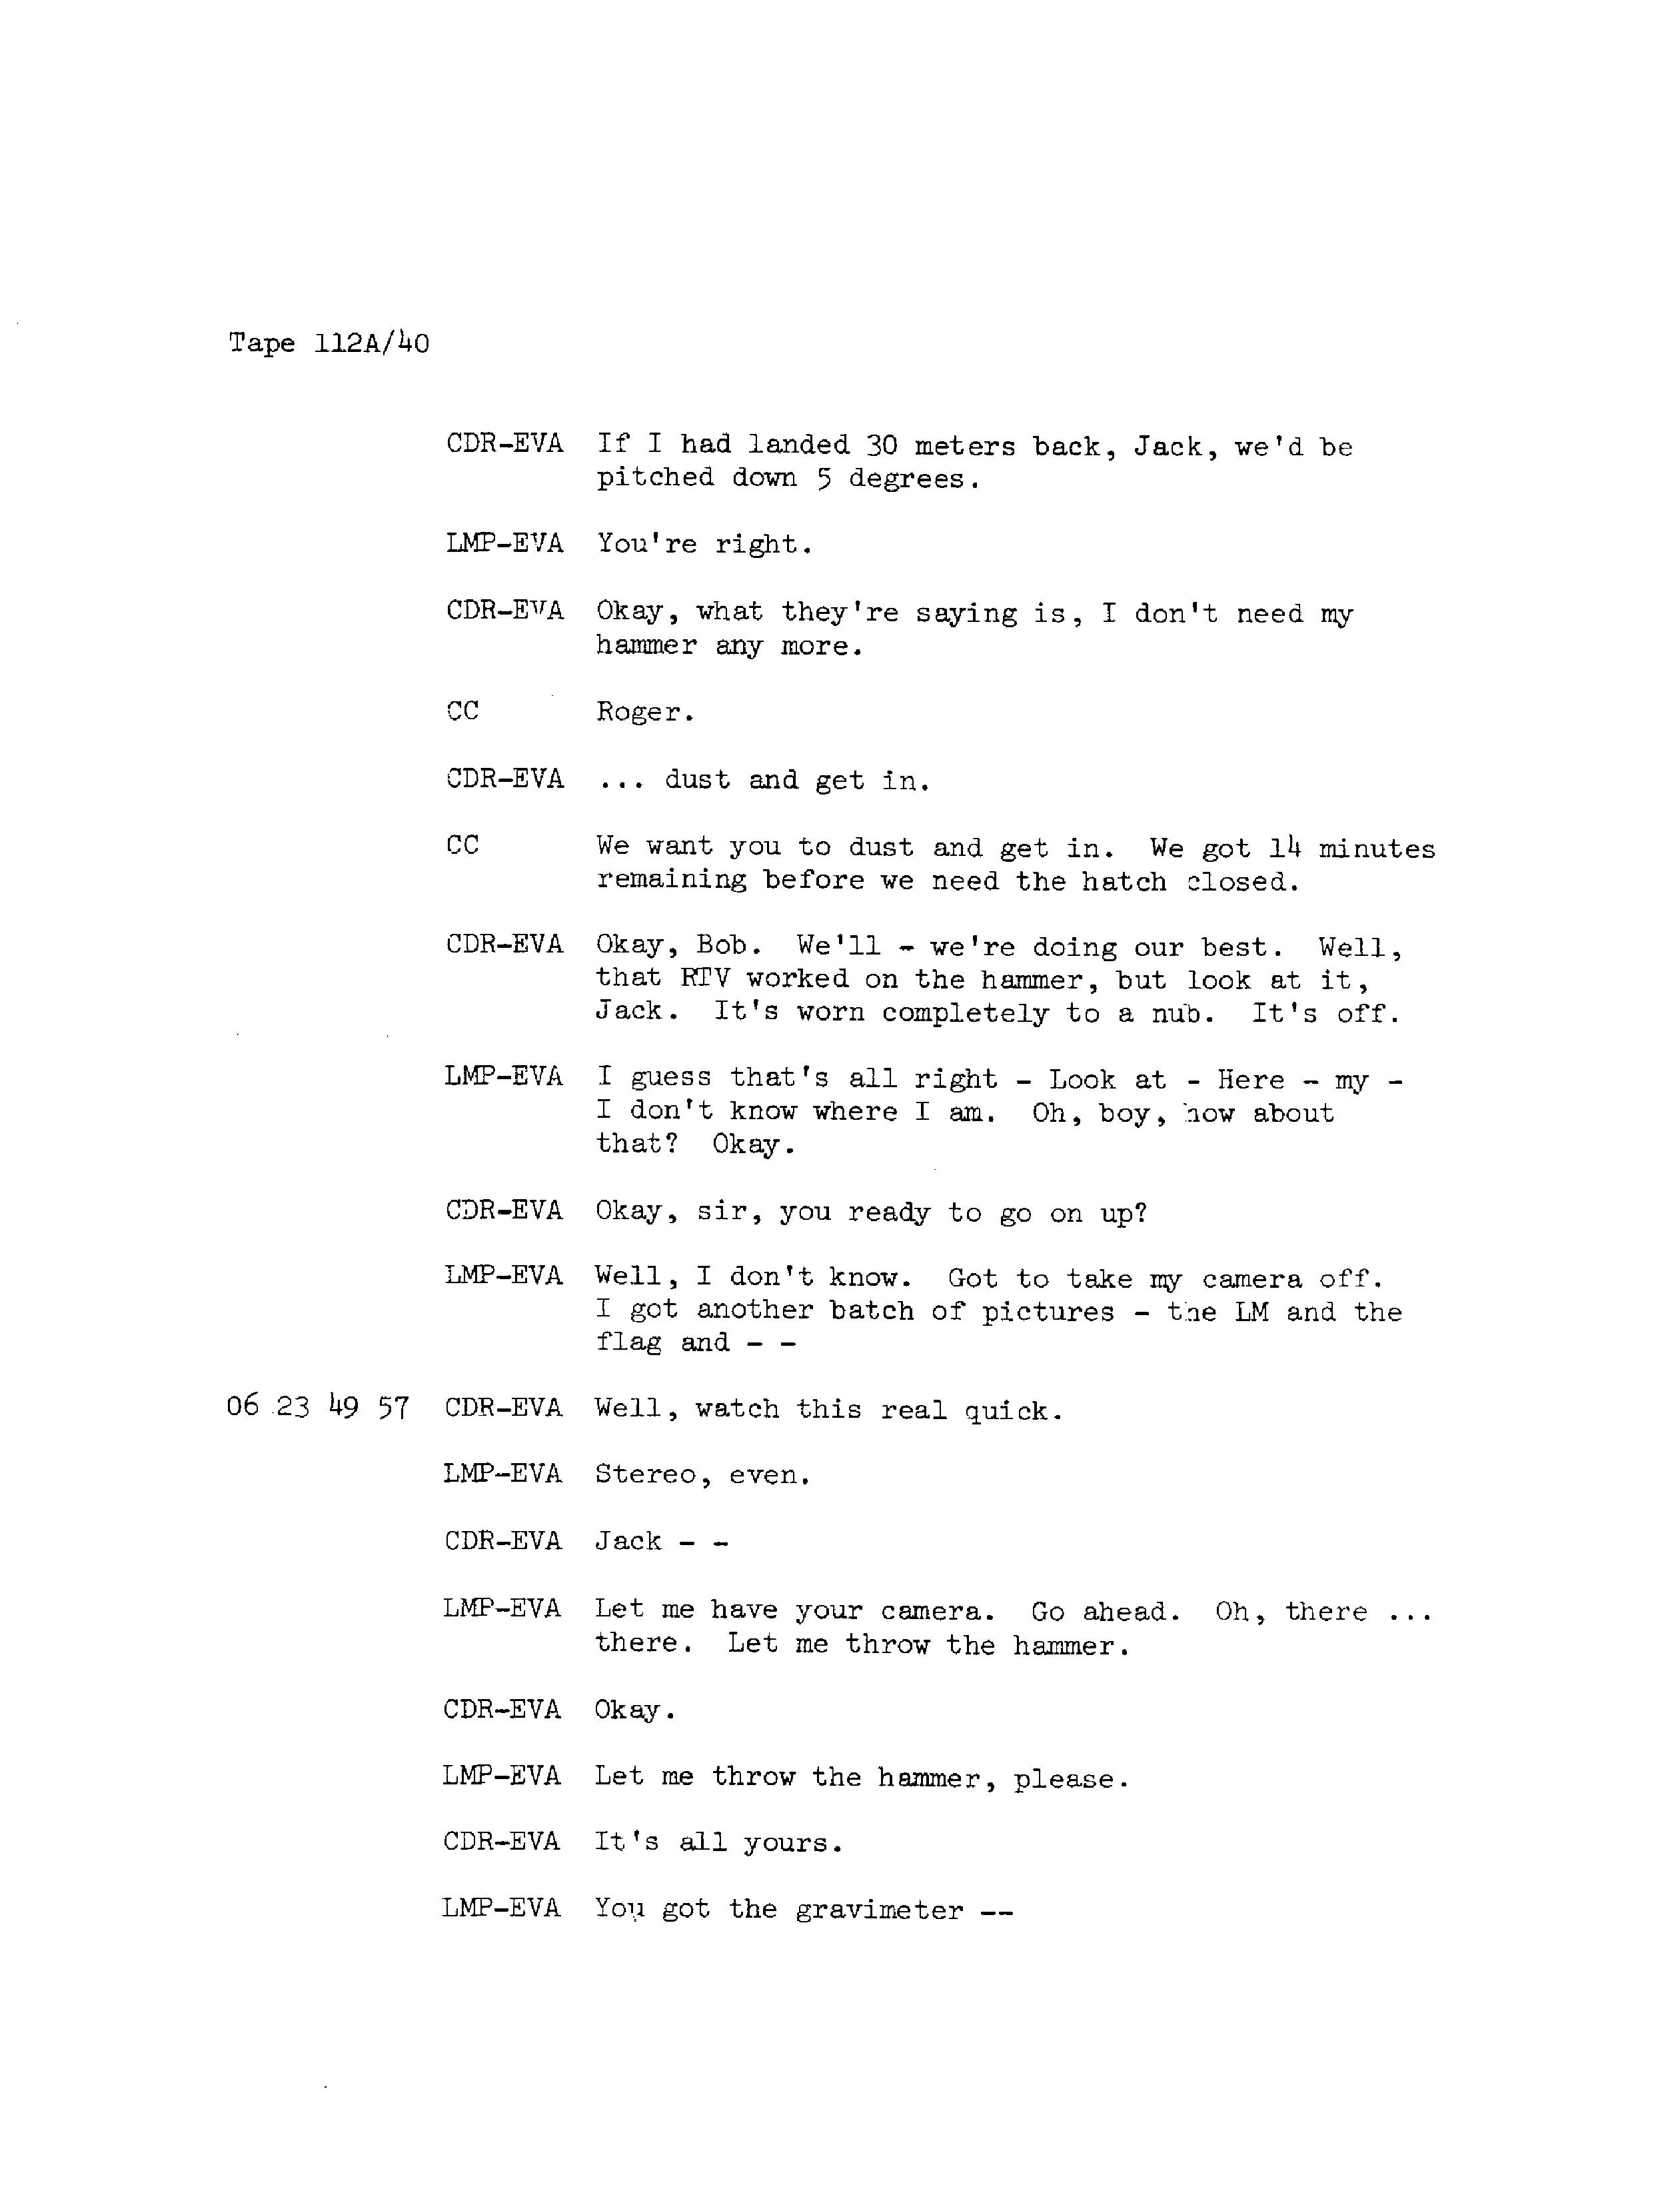 Tape 112A/40
CDR-EVA If I had landed 30 meters back, Jack, we'd be
pitched down 5 degrees.
LMP-EVA You're right.
CDR-EVA Okay, what they're saying is, I don't need my
hammer any more.
CC Roger.
CDR-EVA ... dust and get in.
CC We want you to dust and get in. We got 14 minutes
remaining before we need the hatch closed.
CDR-EVA Okay, Bob. We'll - we're doing our best. Well,
that RTV worked on the hammer, but look at it,
Jack. It's worn completely to a nub. It's off.
LMP-EVA I guess that's all right - Look at - Here - my -
I don't know where I am. Oh, boy, how about
that? Okay.
CDR-EVA Okay, sir, you ready to go on up?
LMP-EVA Well, I don't know. Got to take my camera off.
I got another batch of pictures - the LM and the
flag and - -
06 23 49 57 CDR-EVA Well, watch this real quick.
LMP-EVA Stereo, even.
CDR-EVA Jack - -
LMP-EVA Let me have your camera. Go ahead. Oh, there ...
there. Let me throw the hammer.
CDR-EVA Okay.
LMP-EVA Let me throw the hammer, please.
CDR-EVA It's all yours.
LMP-EVA You got the gravimeter --